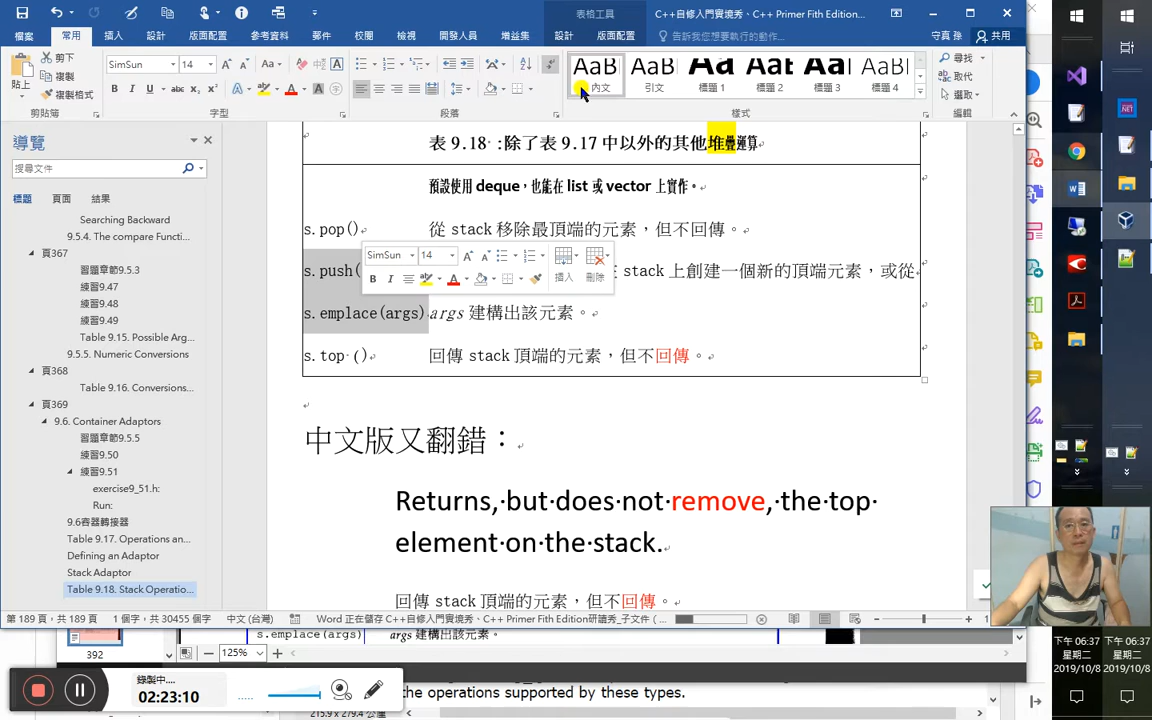 表格工具
C++自修入門實境秀、C++ Primer Fith Edition...
檔案
常用
插入
設計
版面配置
參考資料
郵件
校閱
檢視
開發人員
增益集
設計
版面配置
告訴我您想要執行的動作...
守真 孫
共用
貼上
剪下
複製
複製格式
SimSun
14
AaB
內文
AaB
引文
Aa
標題 1
AaB
標題 2
AaI
標題 3
AaBl
標題 4
尋找
取代
選取
剪貼簿
字型
段落
樣式
編輯
導覽
搜尋文件
標題
頁面
結果
Searching Backward
9.5.4. The compare Functi...
頁367
習題章節9.5.3
練習9.47
練習9.48
練習9.49
Table 9.15. Possible Arg...
9.5.5. Numeric Conversions
頁368
Table 9.16. Conversions...
頁369
9.6. Container Adaptors
習題章節9.5.5
練習9.50
練習9.51
exercise9_51.h:
Run:
9.6容器轉接器
Table 9.17. Operations an...
Defining an Adaptor
Stack Adaptor
Table 9.18. Stack Operatio...
表 9.18 :除了表 9.17 中以外的其他堆疊運算
預設使用 deque，也能在 list 或 vector 上實作。
s.pop()
從 stack 移除最頂端的元素，但不回傳。
SimSun
14
插入
刪除
s.push(
在 stack 上創建一個新的頂端元素，或從
s.emplace(args)
args 建構出該元素。
s.top ()
回傳 stack 頂端的元素，但不回傳。
中文版又翻錯：
Returns, but does not remove, the top
element on the stack.
回傳 stack 頂端的元素，但不回傳。
第 189 頁，共 189 頁
1 個字，共 30455 個字
中文 (台灣)
Word 正在儲存 C++自修入門實境秀、C++ Primer Fith Edition研讀秀_子文件 (
s.emplace(args)
args 建構出該元素。
392
125%
錄製中...
02:23:10
the operations supported by these types.
215.9 x 279.4 公釐
下午 06:37
星期二
2019/10/8
下午 06:37
星期二
2019/10/8